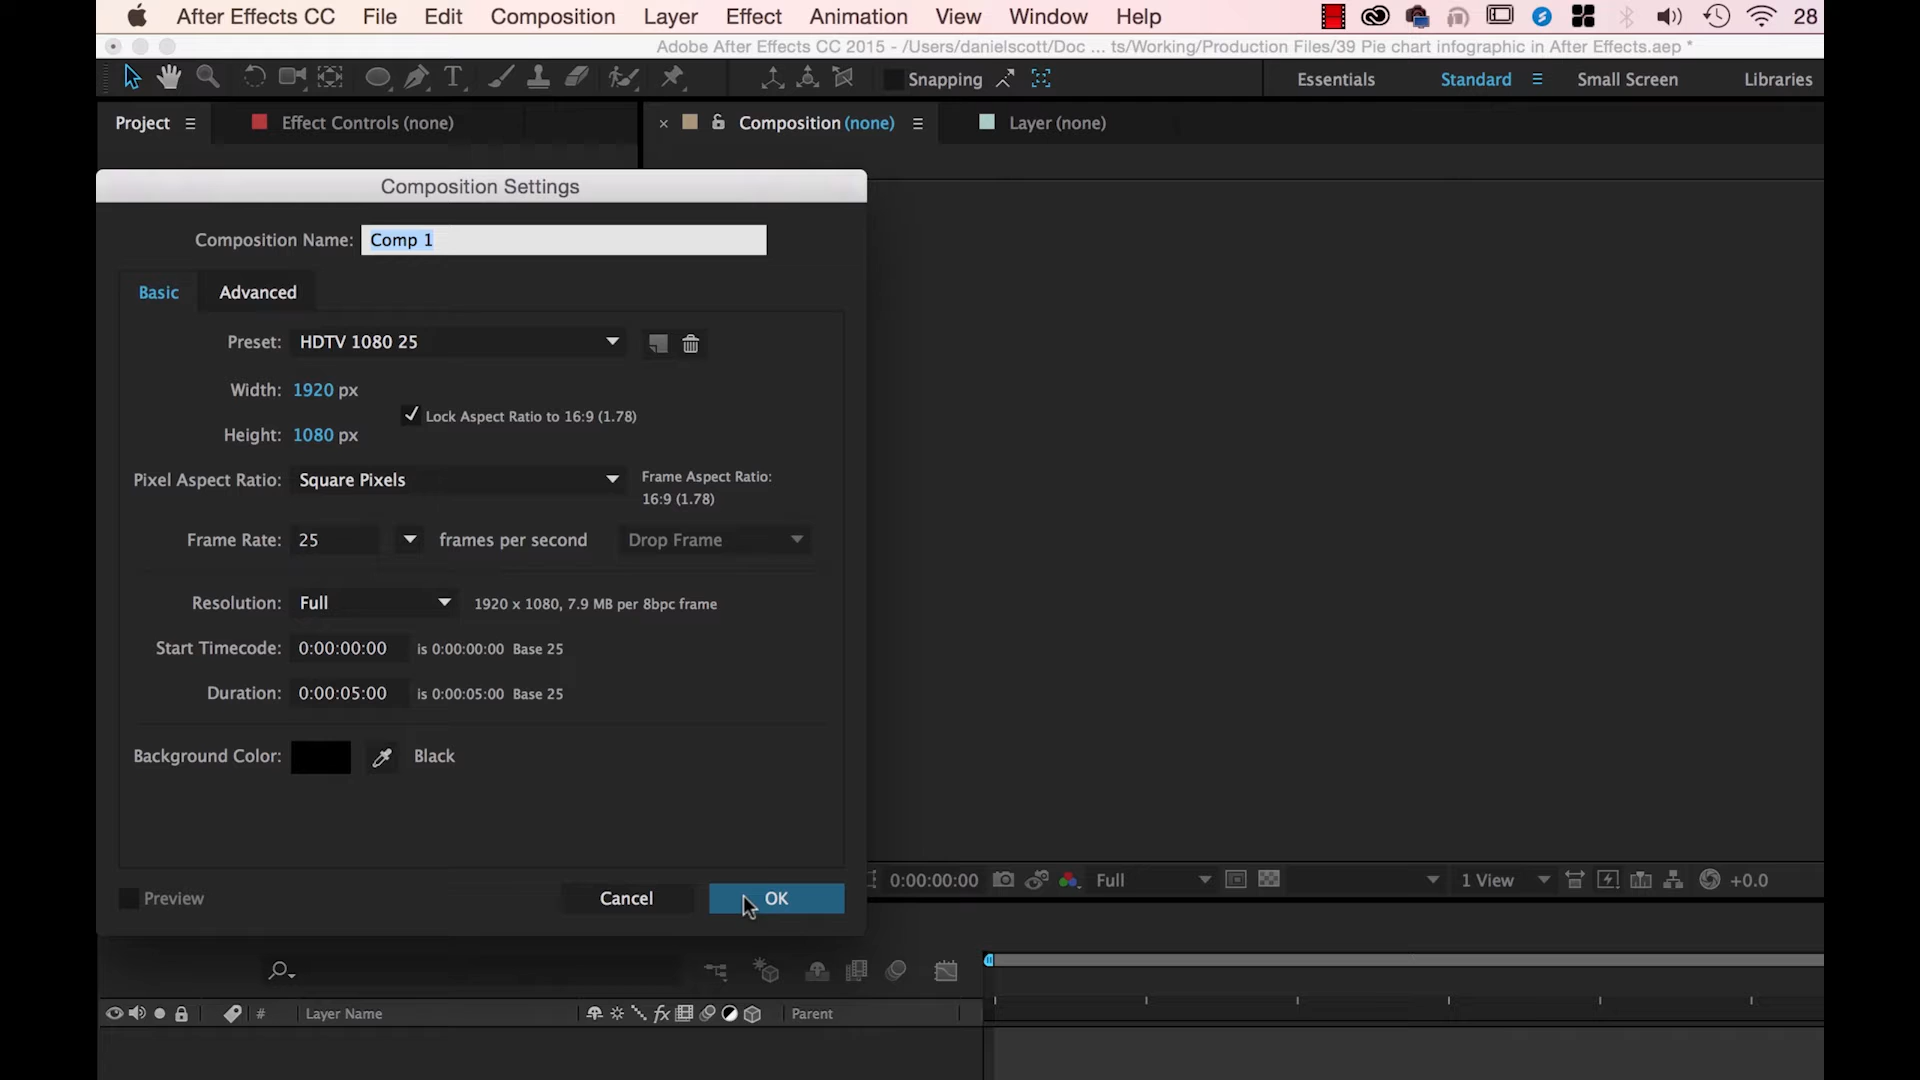 After Effects CC File Edit Composition Layer Effect Animation View Window Help 28
Adobe After Effects CC 2015 - /Users/danielscott/Doc ... ts/Working/Production Files/39 Pie chart infographic in After Effects.aep *
T Snapping Essentials Standard Small Screen Libraries
Project Effect Controls (none) × Composition (none) Layer (none)
Composition Settings
Composition Name: Comp 1
Basic Advanced
Preset: HDTV 1080 25
Width: 1920 px
Lock Aspect Ratio to 16:9 (1.78)
Height: 1080 px
Pixel Aspect Ratio: Square Pixels Frame Aspect Ratio:
16:9 (1.78)
Frame Rate: 25 frames per second Drop Frame
Resolution: Full 1920 x 1080, 7.9 MB per 8bpc frame
Start Timecode: 0:00:00:00 is 0:00:00:00 Base 25
Duration: 0:00:05:00 is 0:00:05:00 Base 25
Background Color: Black
Preview Cancel OK
0:00:00:00 Full 1 View +0.0
# Layer Name fx Parent